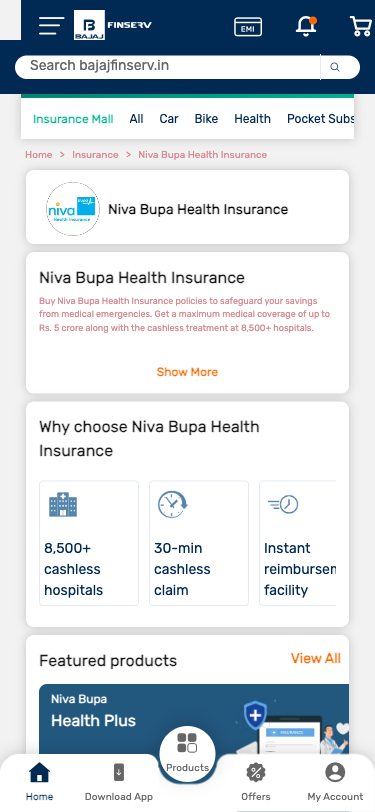 BAJAJ FINSERV
EMI
Search bajajfinserv.in
Insurance Mall All Car Bike Health Pocket Subs
Home > Insurance > Niva Bupa Health Insurance
niva Bupa
Health Insurance
Niva Bupa Health Insurance
Niva Bupa Health Insurance
Buy Niva Bupa Health Insurance policies to safeguard your savings
from medical emergencies. Get a maximum medical coverage of up to
Rs. 5 crore along with the cashless treatment at 8,500+ hospitals.
Show More
Why choose Niva Bupa Health
Insurance
8,500+
cashless
hospitals
30-min
cashless
claim
Instant
reimbursen
facility
Featured products
View All
Niva Bupa
Health Plus
INSURANCE
Home
Download App
Products
Offers
My Account